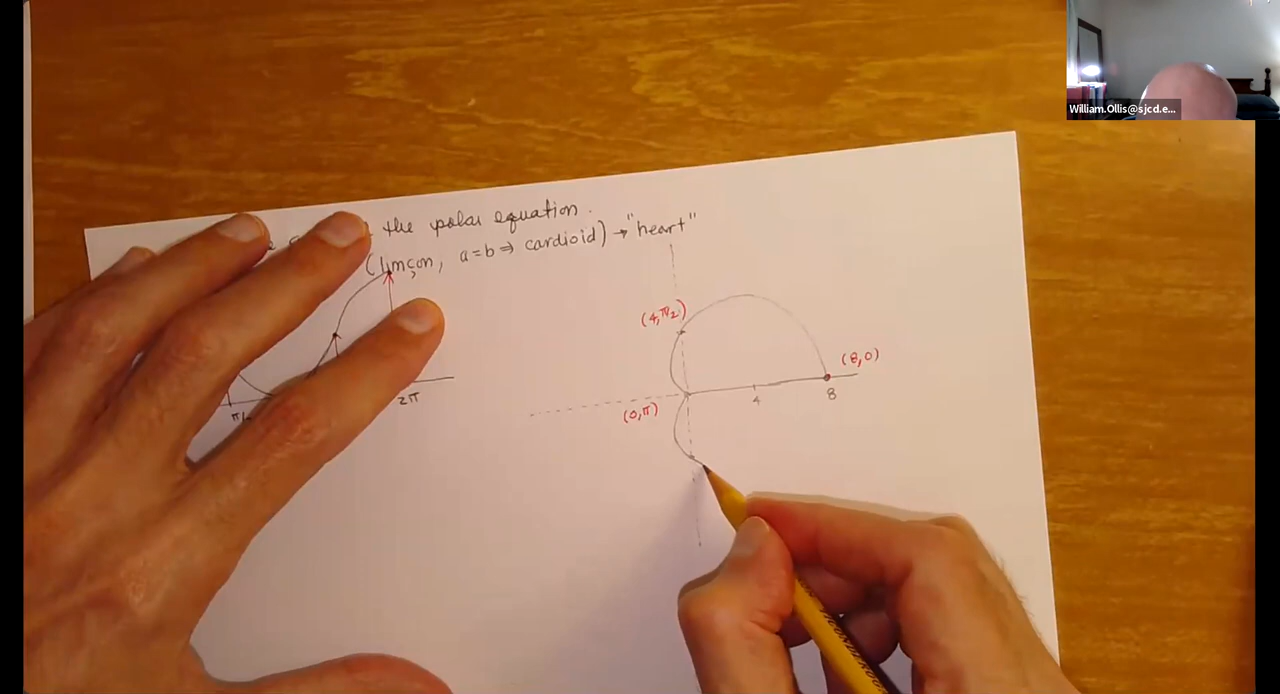 William.Ollis@sjcd.e...
the polar equation.
(limçon, a=b⇒ cardioid) → "heart"
(4,π/2)
(8,0)
(0,π)
4
8
2π